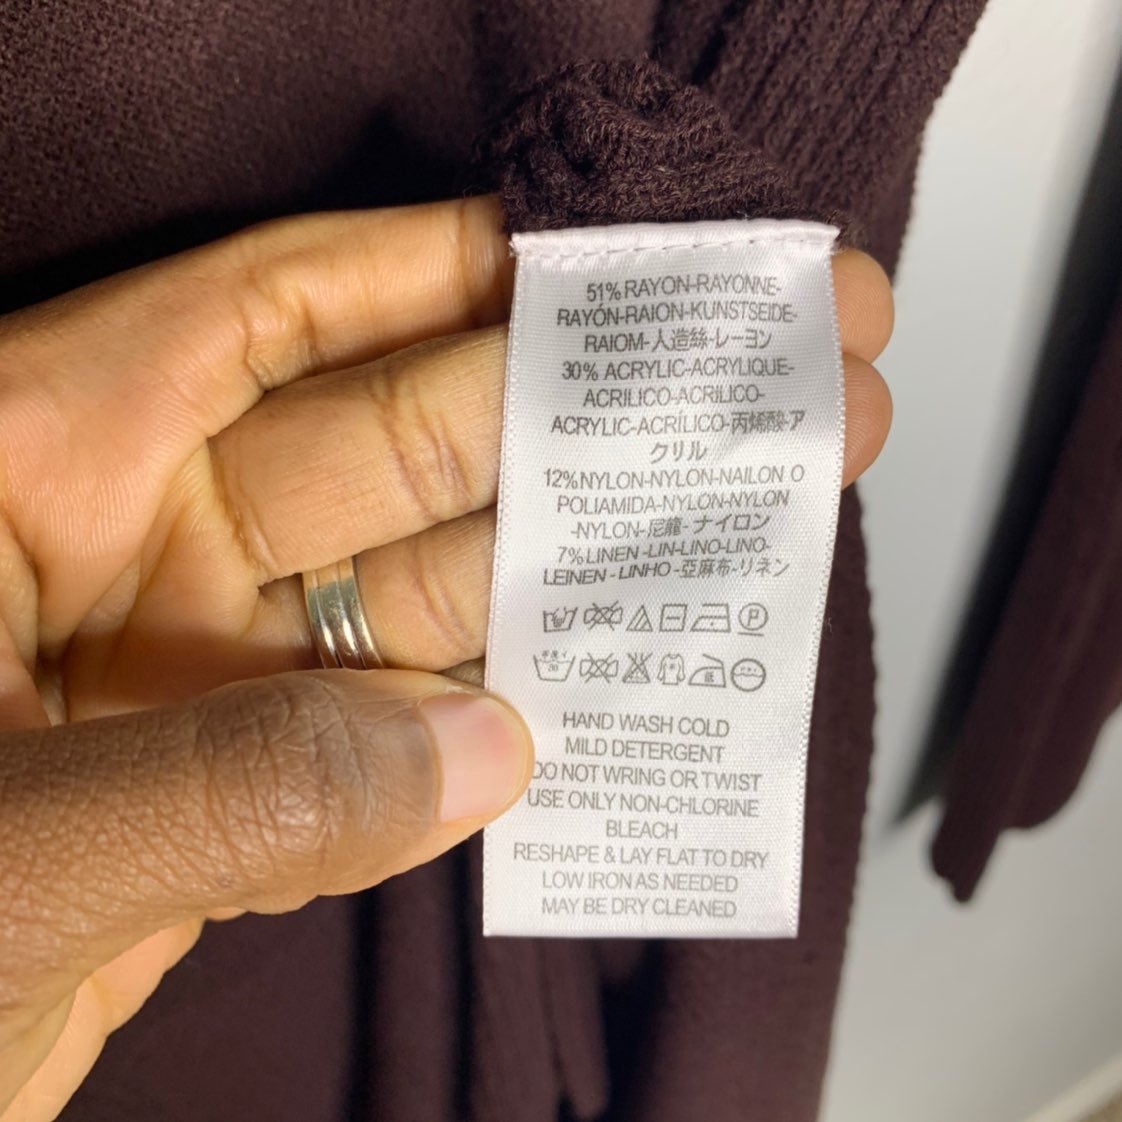 51% RAYON-RAYONNE-
RAYÓN-RAION-KUNSTSEIDE-
RAIOM-人造絲-レーヨン
30% ACRYLIC-ACRYLIQUE-
ACRILICO-ACRILICO-
ACRYLIC-ACRÍLICO-丙烯酸-ア
クリル
12%NYLON-NYLON-NAILON O
POLIAMIDA-NYLON-NYLON
-NYLON-尼龍-ナイロン
7% LINEN-LIN-LINO-LINO-
LEINEN-LINHO-亞麻布-リネン
P
30 低
HAND WASH COLD
MILD DETERGENT
DO NOT WRING OR TWIST
USE ONLY NON-CHLORINE
BLEACH
RESHAPE & LAY FLAT TO DRY
LOW IRON AS NEEDED
MAY BE DRY CLEANED